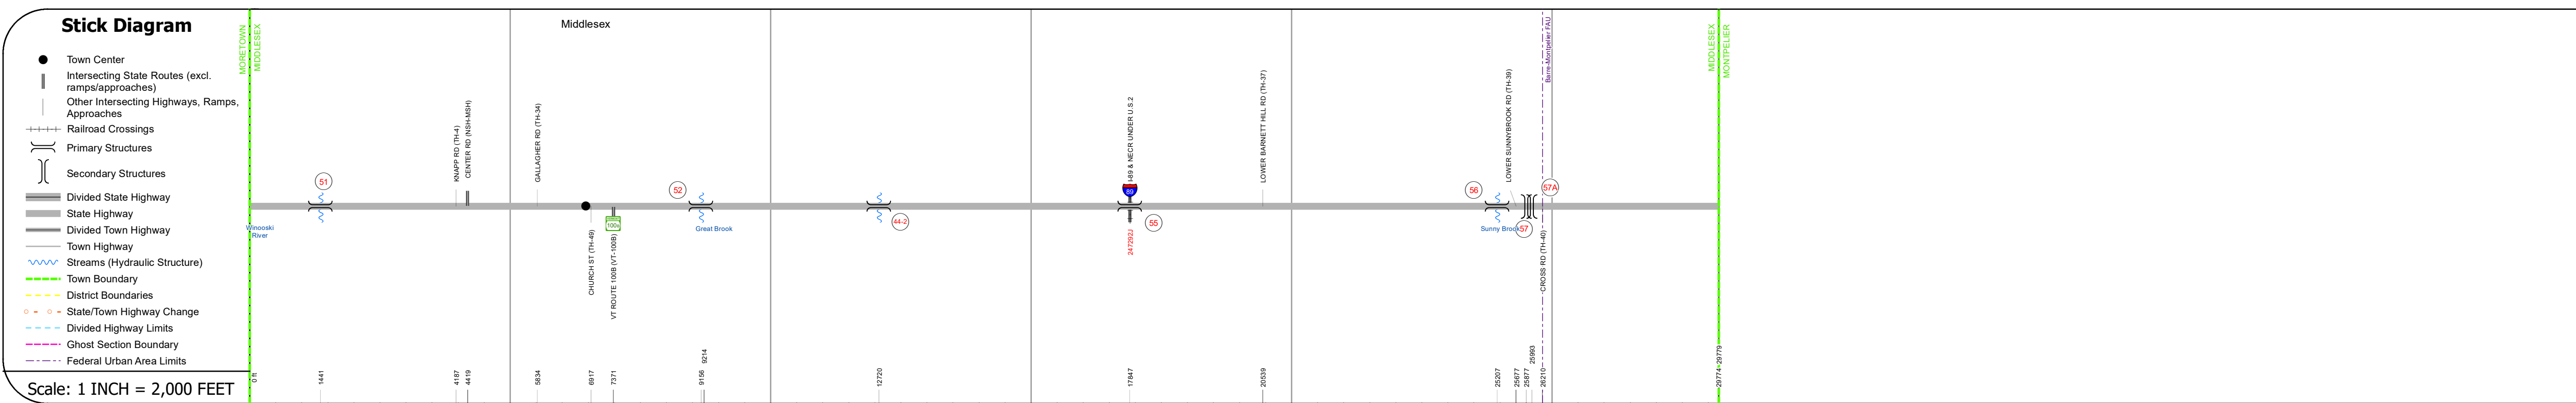 Stick Diagram
Town Center
Intersecting State Routes (excl.
ramps/approaches)
Other Intersecting Highways, Ramps,
Approaches
Railroad Crossings
Primary Structures
Secondary Structures
Divided State Highway
State Highway
Divided Town Highway
Town Highway
Streams (Hydraulic Structure)
Town Boundary
District Boundaries
State/Town Highway Change
Divided Highway Limits
Ghost Section Boundary
Federal Urban Area Limits
Scale: 1 INCH = 2,000 FEET
MORETOWN
MIDDLESEX
Middlesex
Winooski
River
51
KNAPP RD (TH-4)
CENTER RD (NSH-MSH)
GALLAGHER RD (TH-34)
CHURCH ST (TH-49)
100B
VT ROUTE 100B (VT-100B)
52
Great Brook
44-2
I-89 & NECR UNDER U.S.2
89
55
247292J
LOWER BARNETT HILL RD (TH-37)
56
Sunny Brook
LOWER SUNNYBROOK RD (TH-39)
57
57A
CROSS RD (TH-40)
Barre-Montpelier FAU
MIDDLESEX
MONTPELIER
0 ft
1441
4187
4419
5834
6917
7371
9156
9214
12720
17847
20539
25207
25677
25877
25993
26210
29774
29779